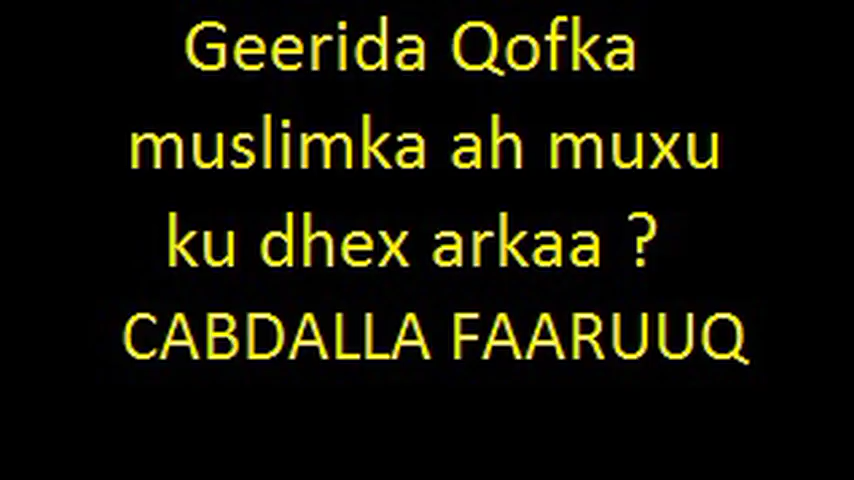 Geerida Qofka
muslimka ah muxu
ku dhex arkaa ?
CABDALLA FAARUUQ